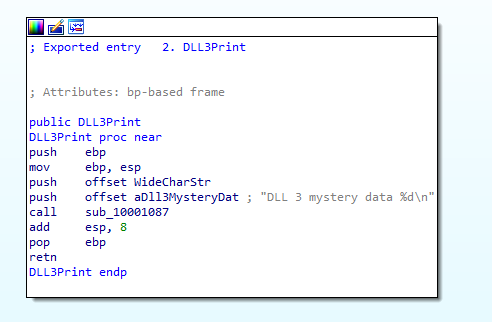 ; Exported entry   2. DLL3Print
; Attributes: bp-based frame
public DLL3Print
DLL3Print proc near
push    ebp
mov     ebp, esp
push    offset WideCharStr
push    offset aDll3MysteryDat ; "DLL 3 mystery data %d\n"
call    sub_10001087
add     esp, 8
pop     ebp
retn
DLL3Print endp